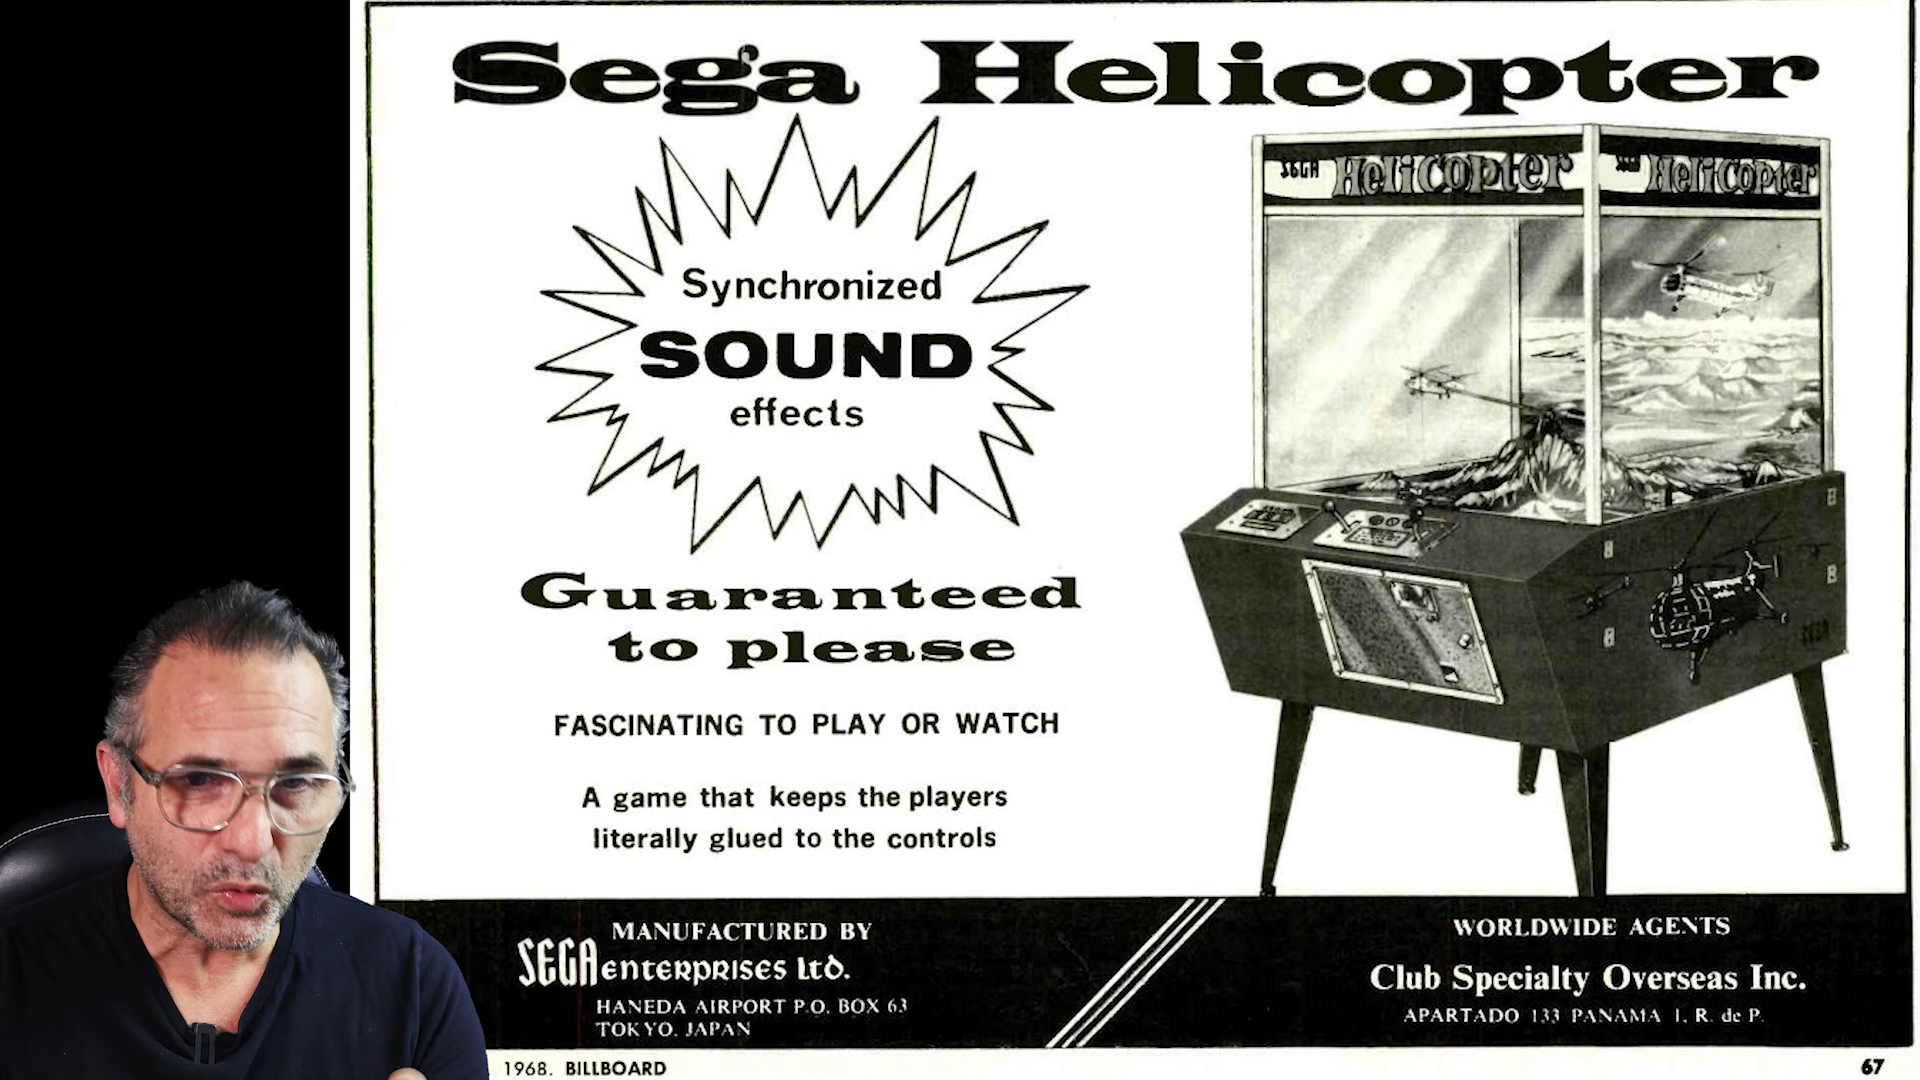 Sega Helicopter
Synchronized
SOUND
effects
SEGA Helicopter
SEGA Helicopter
Guaranteed
to please
FASCINATING TO PLAY OR WATCH
A game that keeps the players
literally glued to the controls
SEGA
MANUFACTURED BY
SEGA ENTERPRISES Ltd.
HANEDA AIRPORT P.O. BOX 63
TOKYO. JAPAN
WORLDWIDE AGENTS
Club Specialty Overseas Inc.
APARTADO 133 PANAMA 1, R. de P.
1968. BILLBOARD
67